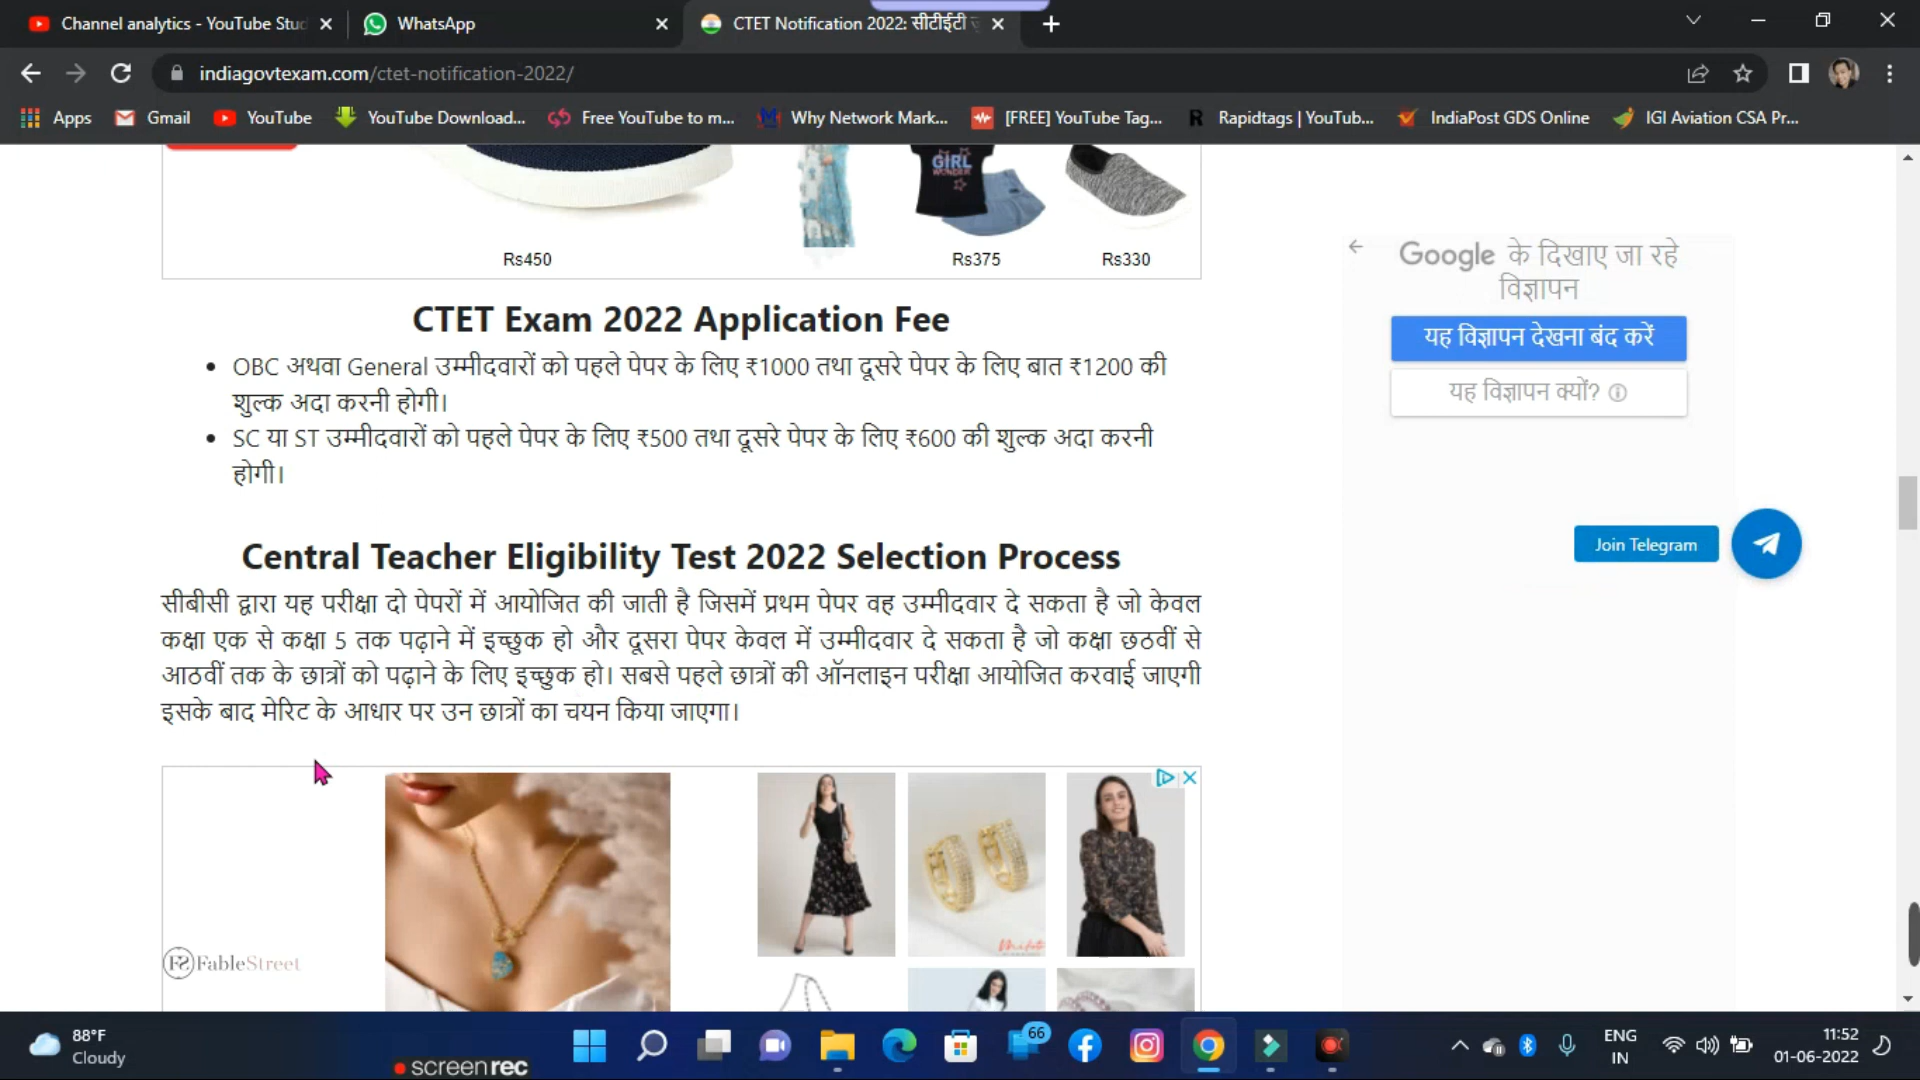 Channel analytics - YouTube Stud
WhatsApp
CTET Notification 2022: सीटीईटी
indiagovtexam.com/ctet-notification-2022/
Apps
Gmail
YouTube
YouTube Download...
Free YouTube to m...
Why Network Mark...
[FREE] YouTube Tag...
Rapidtags | YouTub...
IndiaPost GDS Online
IGI Aviation CSA Pr...
GIRL
WONDER
Rs450
Rs375
Rs330
CTET Exam 2022 Application Fee
• OBC अथवा General उम्मीदवारों को पहले पेपर के लिए ₹1000 तथा दूसरे पेपर के लिए बात ₹1200 की
शुल्क अदा करनी होगी।
• SC या ST उम्मीदवारों को पहले पेपर के लिए ₹500 तथा दूसरे पेपर के लिए ₹600 की शुल्क अदा करनी
होगी।
Central Teacher Eligibility Test 2022 Selection Process
सीबीसी द्वारा यह परीक्षा दो पेपरों में आयोजित की जाती है जिसमें प्रथम पेपर वह उम्मीदवार दे सकता है जो केवल
कक्षा एक से कक्षा 5 तक पढ़ाने में इच्छुक हो और दूसरा पेपर केवल में उम्मीदवार दे सकता है जो कक्षा छठवीं से
आठवीं तक के छात्रों को पढ़ाने के लिए इच्छुक हो। सबसे पहले छात्रों की ऑनलाइन परीक्षा आयोजित करवाई जाएगी
इसके बाद मेरिट के आधार पर उन छात्रों का चयन किया जाएगा।
Google के दिखाए जा रहे
विज्ञापन
यह विज्ञापन देखना बंद करें
यह विज्ञापन क्यों?
Join Telegram
FS FableStreet
88°F
Cloudy
screenrec
66
ENG
IN
11:52
01-06-2022